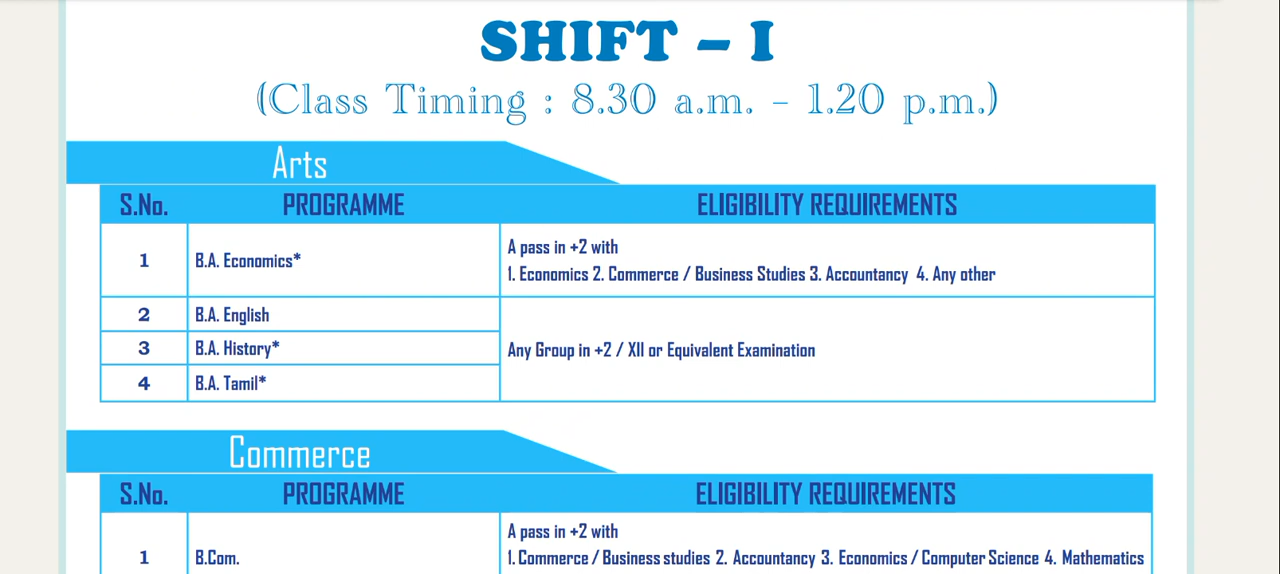 SHIFT – I
(Class Timing : 8.30 a.m. - 1.20 p.m.)
Arts
S.No. PROGRAMME ELIGIBILITY REQUIREMENTS
1 B.A. Economics* A pass in +2 with
1. Economics 2. Commerce / Business Studies 3. Accountancy 4. Any other
2 B.A. English
3 B.A. History* Any Group in +2 / XII or Equivalent Examination
4 B.A. Tamil*
Commerce
S.No. PROGRAMME ELIGIBILITY REQUIREMENTS
A pass in +2 with
1 B.Com. 1. Commerce / Business studies 2. Accountancy 3. Economics / Computer Science 4. Mathematics